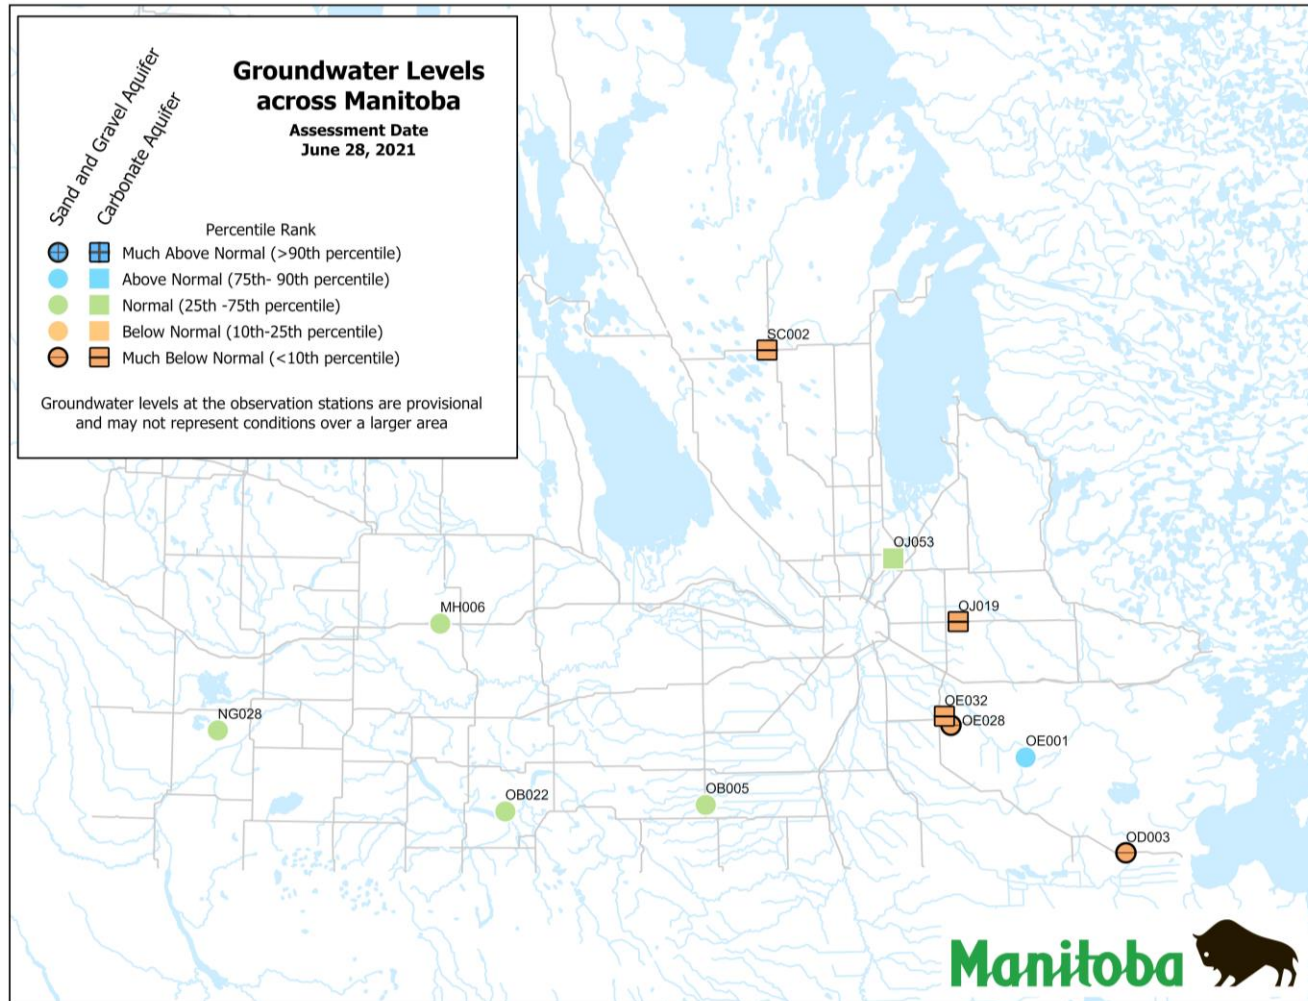 Sand and Gravel Aquifer
Carbonate Aquifer
Groundwater Levels
across Manitoba
Assessment Date
June 28, 2021
Percentile Rank
Much Above Normal (>90th percentile)
Above Normal (75th- 90th percentile)
Normal (25th -75th percentile)
Below Normal (10th-25th percentile)
Much Below Normal (<10th percentile)
Groundwater levels at the observation stations are provisional
and may not represent conditions over a larger area
SC002
OJ053
MH006
OJ019
NG028
OE032
OE028
OE001
OB022
OB005
OD003
Manitoba